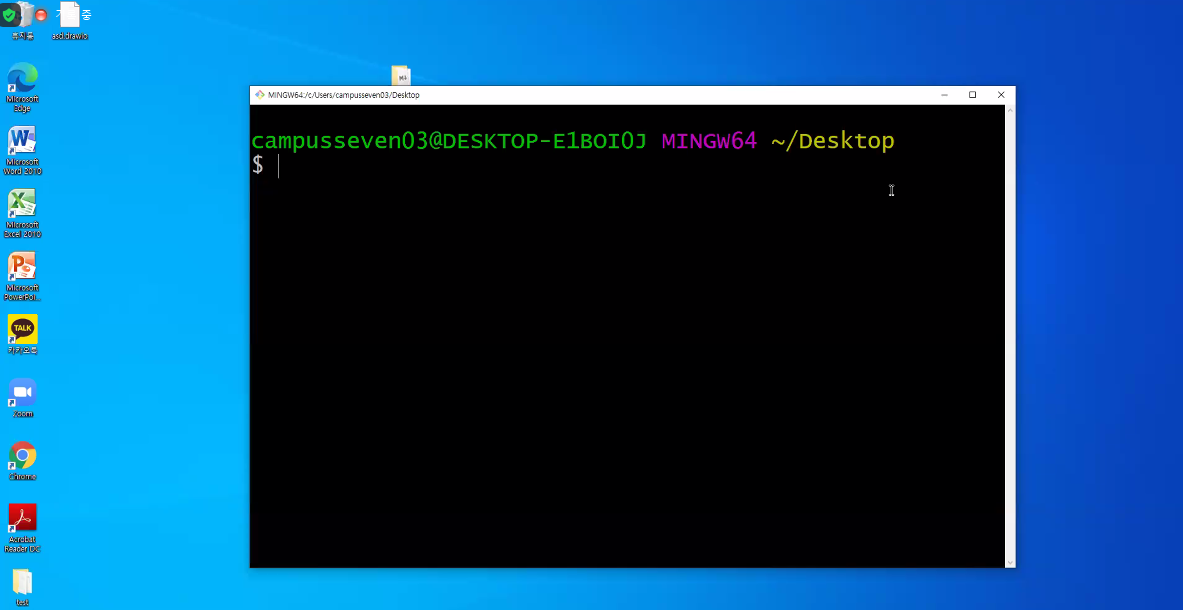 중
휴지통
asd.drawio
Microsoft
Edge
Microsoft
Word 2010
Microsoft
Excel 2010
Microsoft
PowerPoi...
TALK
카카오톡
Zoom
Chrome
Acrobat
Reader DC
test
MINGW64:/c/Users/campusseven03/Desktop
campusseven03@DESKTOP-E1BOI0J MINGW64 ~/Desktop
$